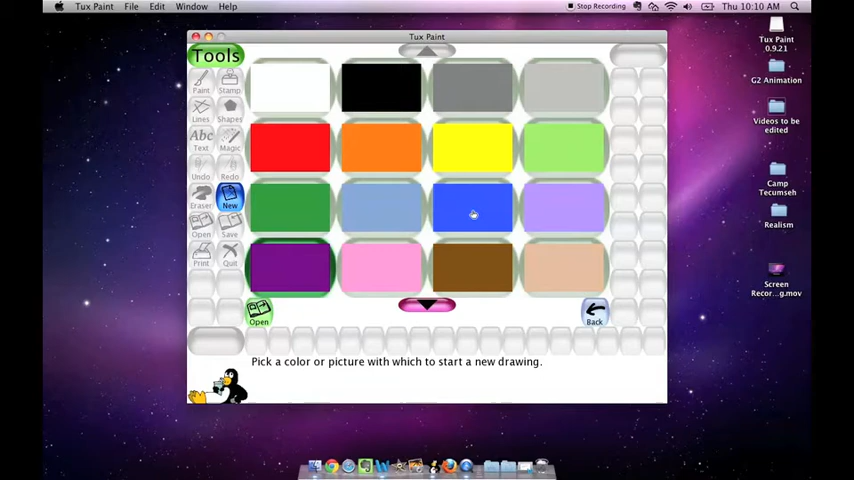 Tux Paint File Edit Window Help
Stop Recording Thu 10:10 AM
Tux Paint
Tools
Paint Stamp
Lines Shapes
Abc
Text Magic
Undo Redo
Eraser New
Open Save
Print Quit
Open
Back
Pick a color or picture with which to start a new drawing.
Tux Paint
0.9.21
G2 Animation
Videos to be
edited
Camp
Tecumseh
Realism
Screen
Recor...g.mov